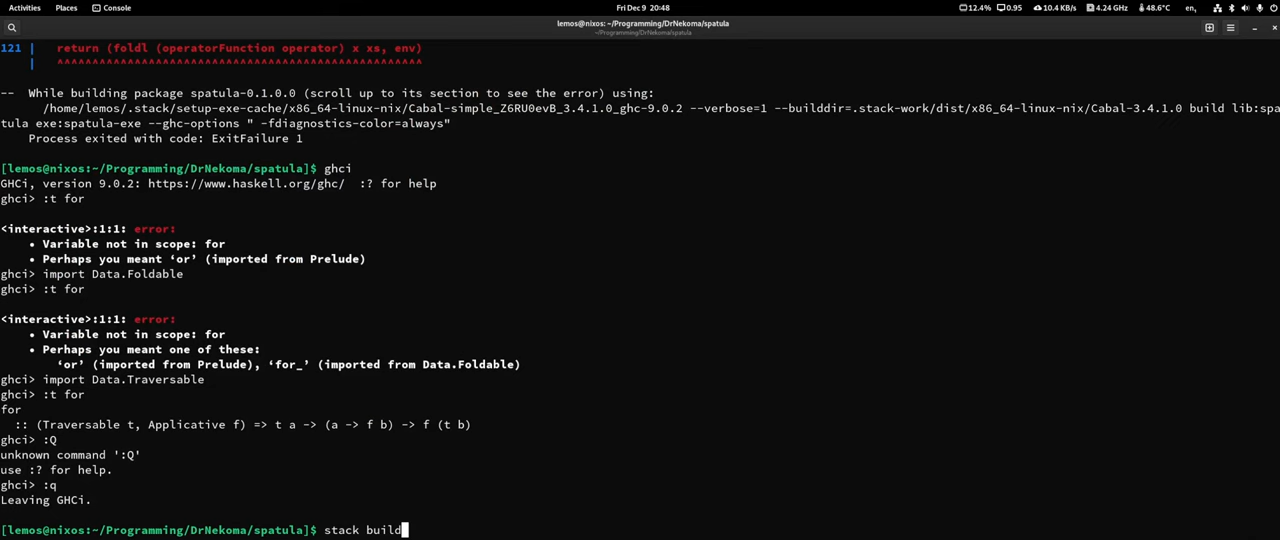 Activities Places Console Fri Dec 9 20:48 12.4% 0.95 10.4 KB/s 4.24 GHz 48.6°C en,
lemos@nixos: ~/Programming/DrNekoma/spatula
~/Programming/DrNekoma/spatula
121 | return (foldl (operatorFunction operator) x xs, env)
| ^^^^^^^^^^^^^^^^^^^^^^^^^^^^^^^^^^^^^^^^^^^^^^^^^^^^
-- While building package spatula-0.1.0.0 (scroll up to its section to see the error) using:
/home/lemos/.stack/setup-exe-cache/x86_64-linux-nix/Cabal-simple_Z6RU0evB_3.4.1.0_ghc-9.0.2 --verbose=1 --builddir=.stack-work/dist/x86_64-linux-nix/Cabal-3.4.1.0 build lib:spa
tula exe:spatula-exe --ghc-options " -fdiagnostics-color=always"
Process exited with code: ExitFailure 1
[lemos@nixos:~/Programming/DrNekoma/spatula]$ ghci
GHCi, version 9.0.2: https://www.haskell.org/ghc/ :? for help
ghci> :t for
<interactive>:1:1: error:
• Variable not in scope: for
• Perhaps you meant ‘or’ (imported from Prelude)
ghci> import Data.Foldable
ghci> :t for
<interactive>:1:1: error:
• Variable not in scope: for
• Perhaps you meant one of these:
‘or’ (imported from Prelude), ‘for_’ (imported from Data.Foldable)
ghci> import Data.Traversable
ghci> :t for
for
:: (Traversable t, Applicative f) => t a -> (a -> f b) -> f (t b)
ghci> :Q
unknown command ':Q'
use :? for help.
ghci> :q
Leaving GHCi.
[lemos@nixos:~/Programming/DrNekoma/spatula]$ stack build